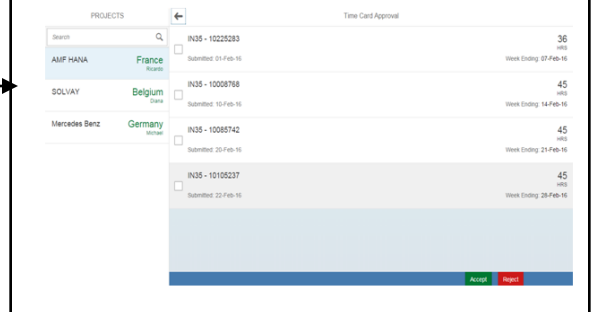 PROJECTS
Search
AMF HANA France
Ricardo
SOLVAY Belgium
Diana
Mercedes Benz Germany
Michael
Time Card Approval
IN35 - 10225283 36
HRS
Submitted: 01-Feb-16 Week Ending: 07-Feb-16
IN35 - 10008768 45
HRS
Submitted: 10-Feb-16 Week Ending: 14-Feb-16
IN35 - 10085742 45
HRS
Submitted: 20-Feb-16 Week Ending: 21-Feb-16
IN35 - 10105237 45
HRS
Submitted: 22-Feb-16 Week Ending: 28-Feb-16
Accept Reject